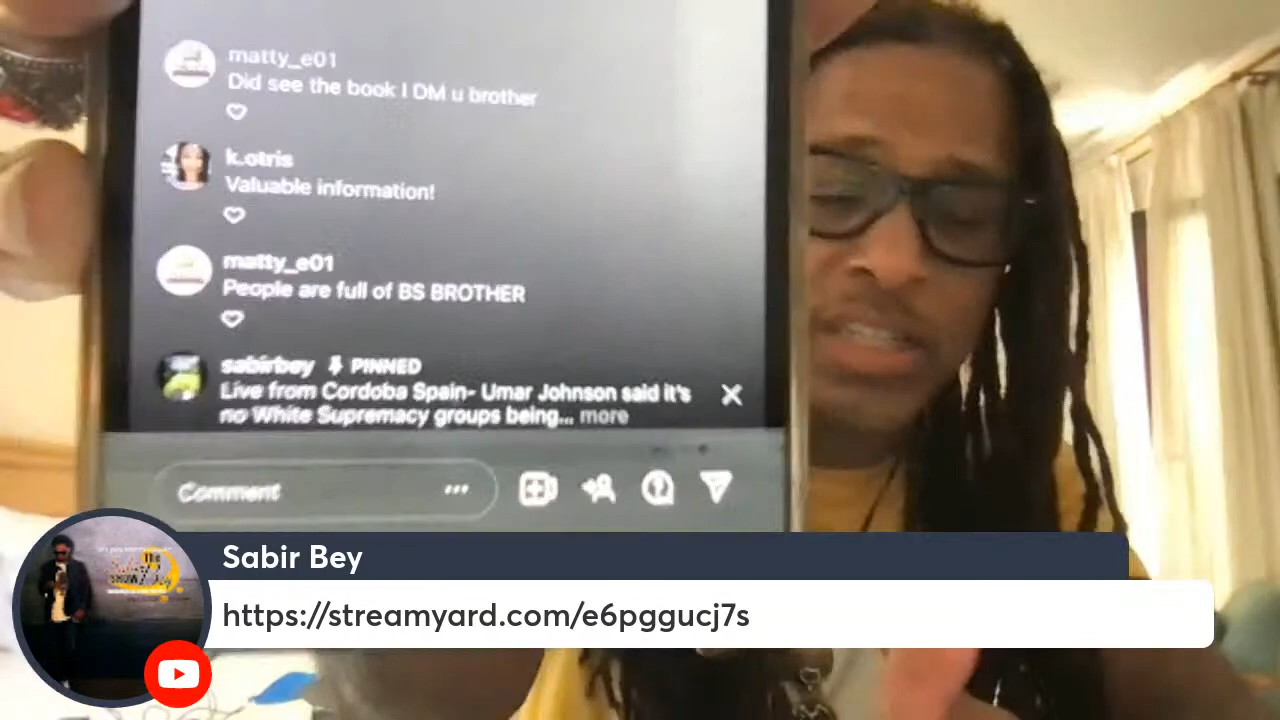 matty_e01
Did see the book I DM u brother
k.otris
Valuable information!
matty_e01
People are full of BS BROTHER
sabirbey PINNED
Live from Cordoba Spain- Umar Johnson said it's
no White Supremacy groups being... more
Comment
Sabir Bey
https://streamyard.com/e6pggucj7s
The
SHOW